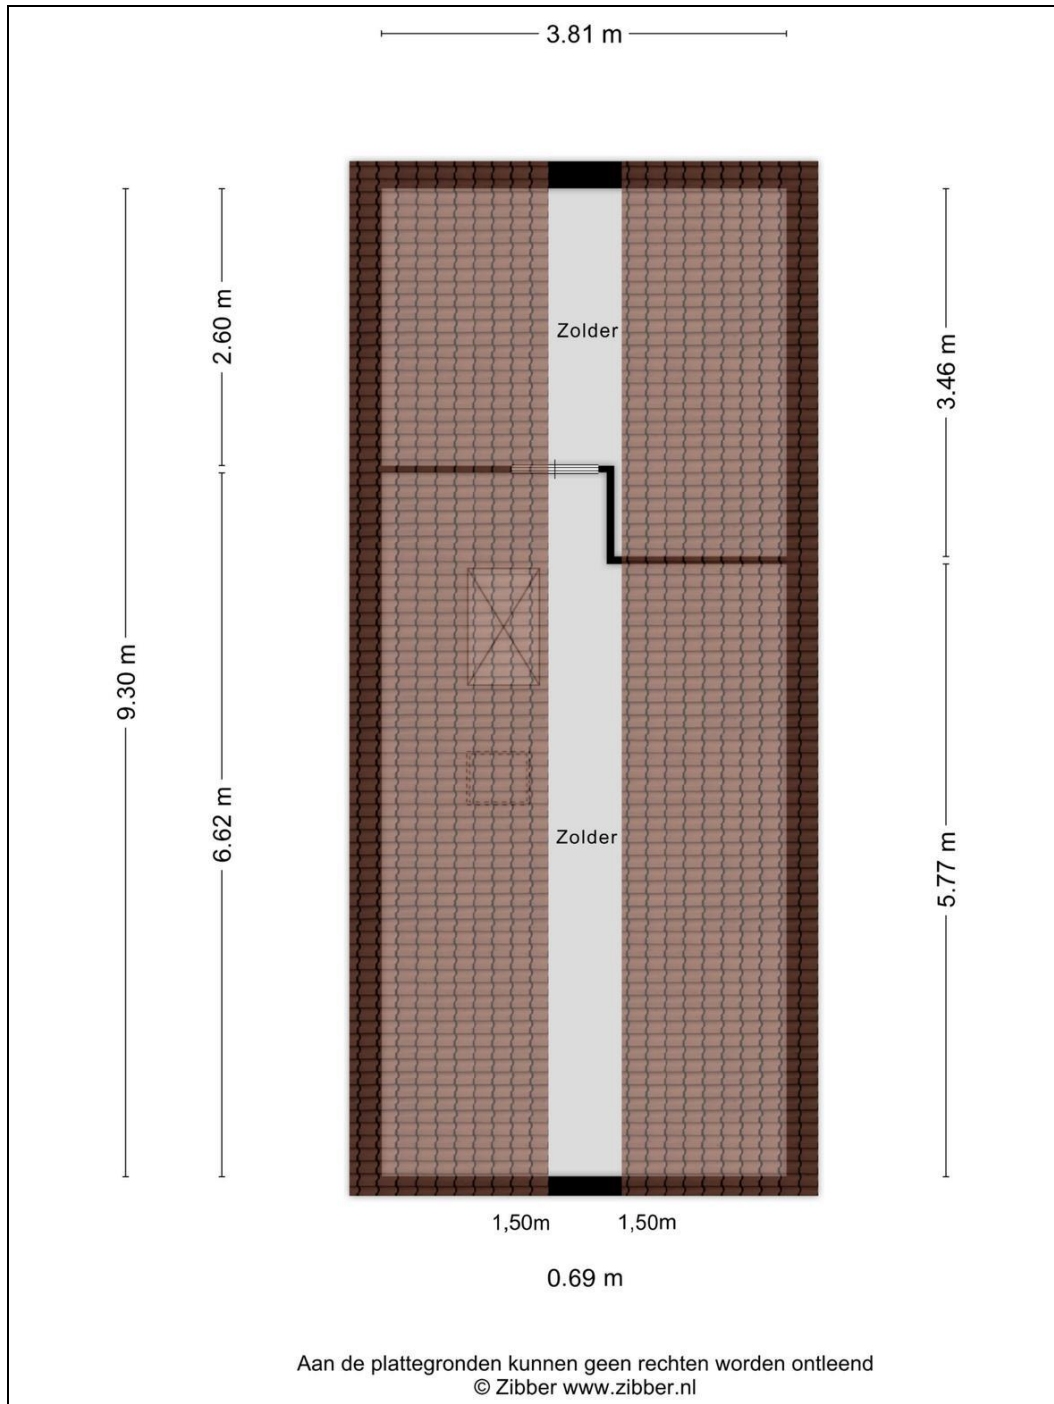 3.81 m
Zolder
2.60 m
3.46 m
9.30 m
6.62 m
Zolder
5.77 m
1,50m 1,50m
0.69 m
Aan de plattegronden kunnen geen rechten worden ontleend
© Zibber www.zibber.nl